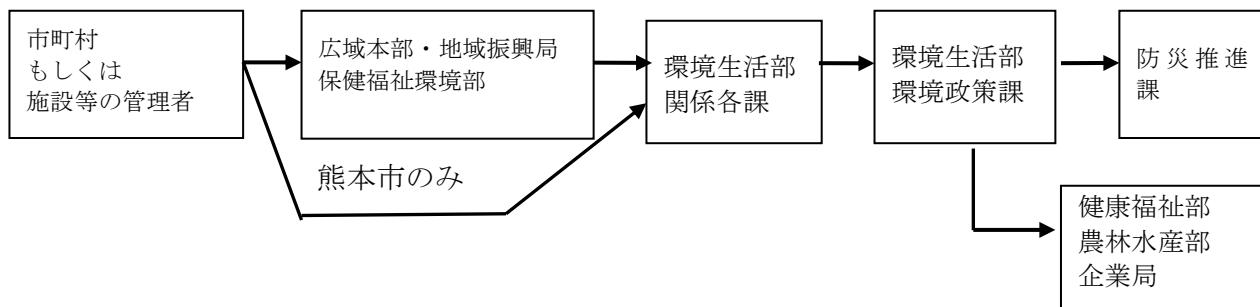 市町村
もしくは
施設等の管理者
広域本部・地域振興局
保健福祉環境部
環境生活部
関係各課
環境生活部
環境政策課
防災推進
課
熊本市のみ
健康福祉部
農林水産部
企業局